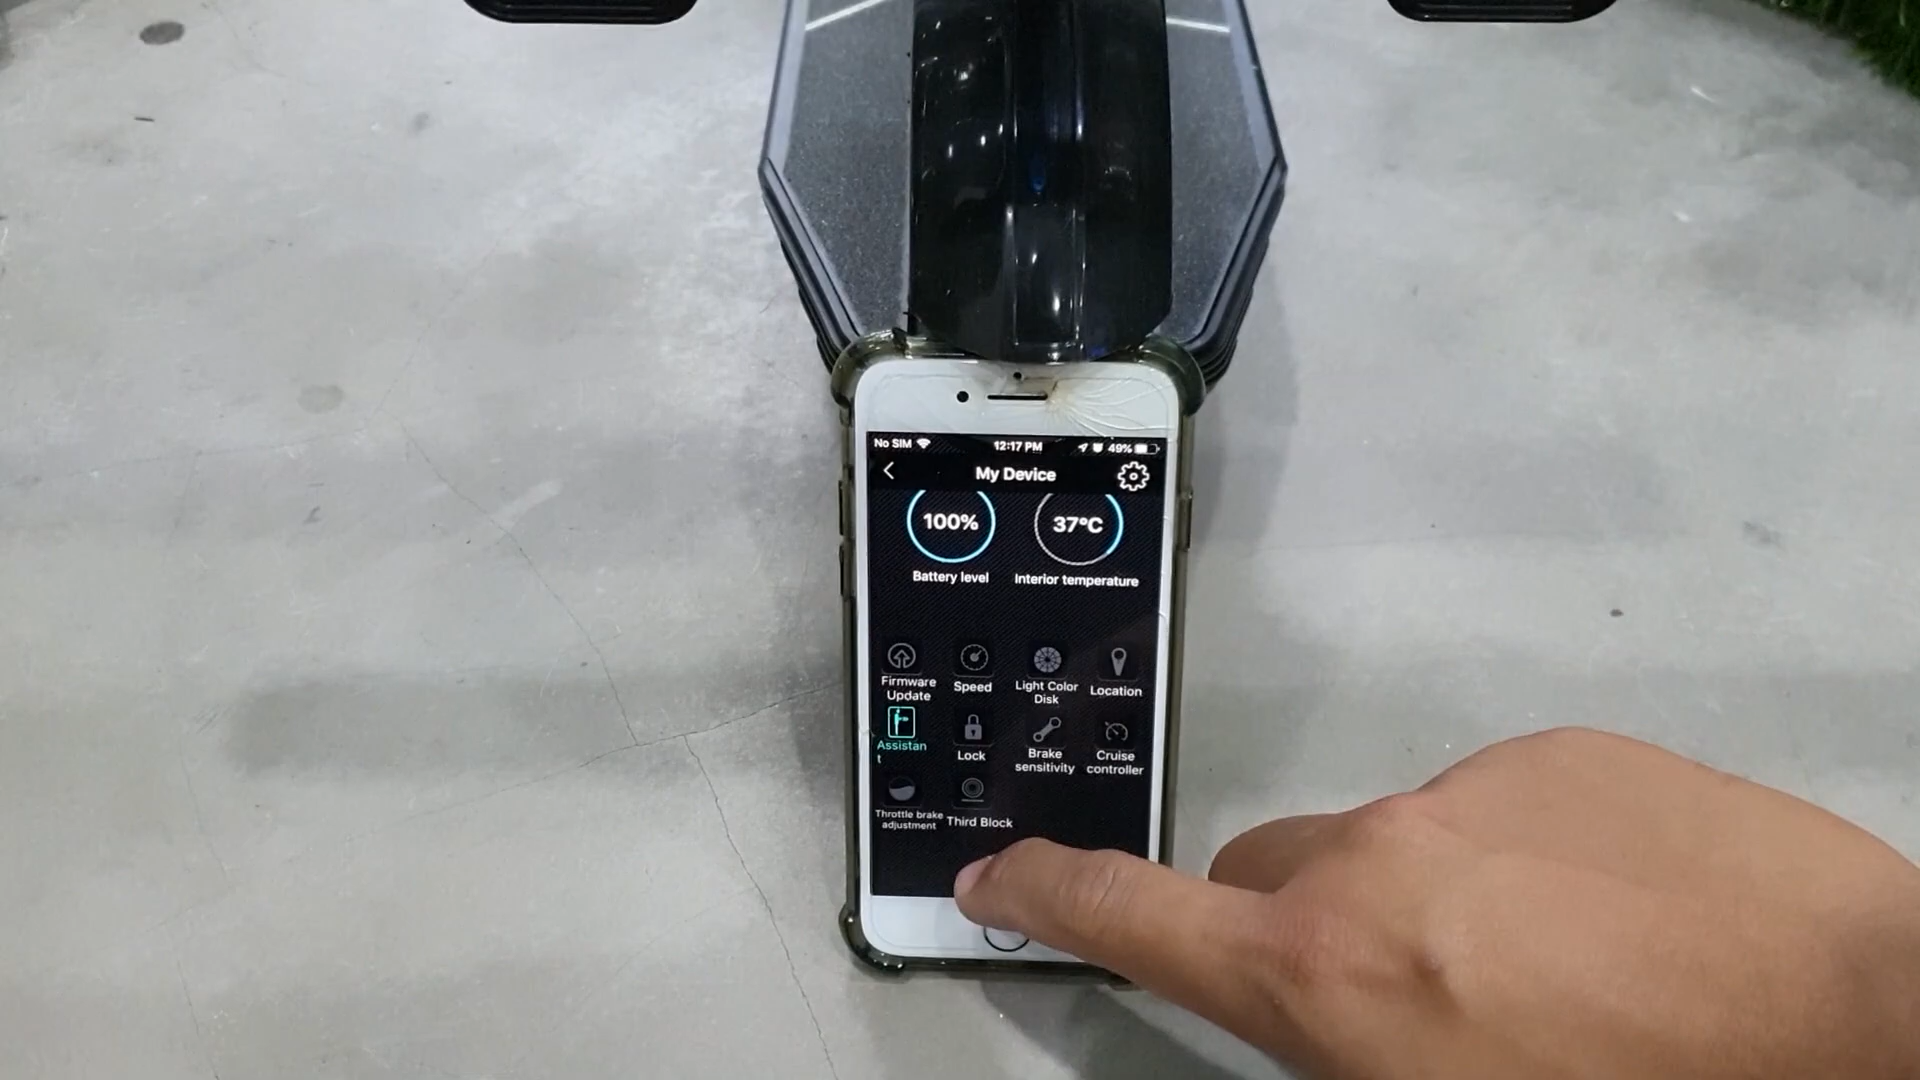 No SIM 12:17 PM 49%
My Device
100% 37°C
Battery level Interior temperature
Firmware Update
Speed
Light Color Disk
Location
Assistan
t
Lock
Brake sensitivity
Cruise controller
Throttle brake adjustment
Third Block